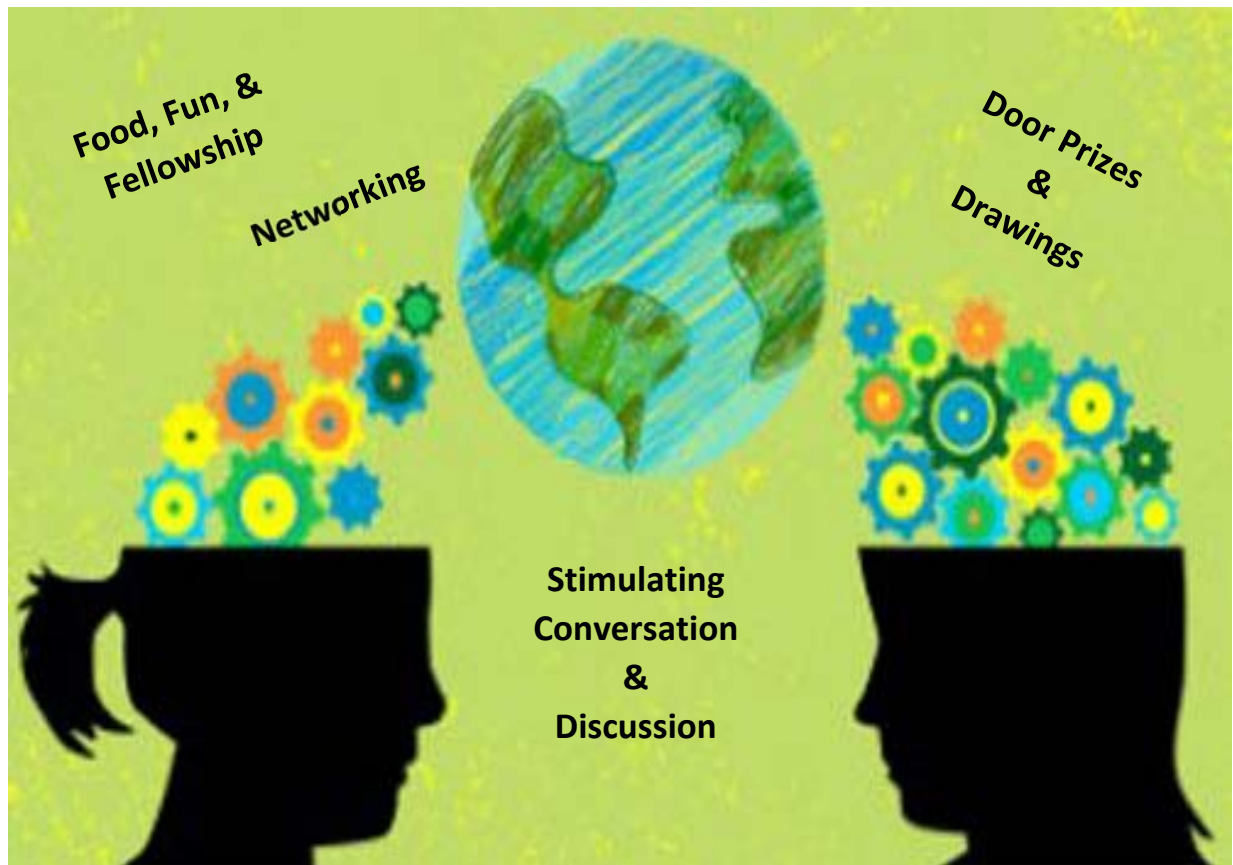 Food, Fun, &
Fellowship
Networking
Door Prizes
&
Drawings
Stimulating
Conversation
&
Discussion